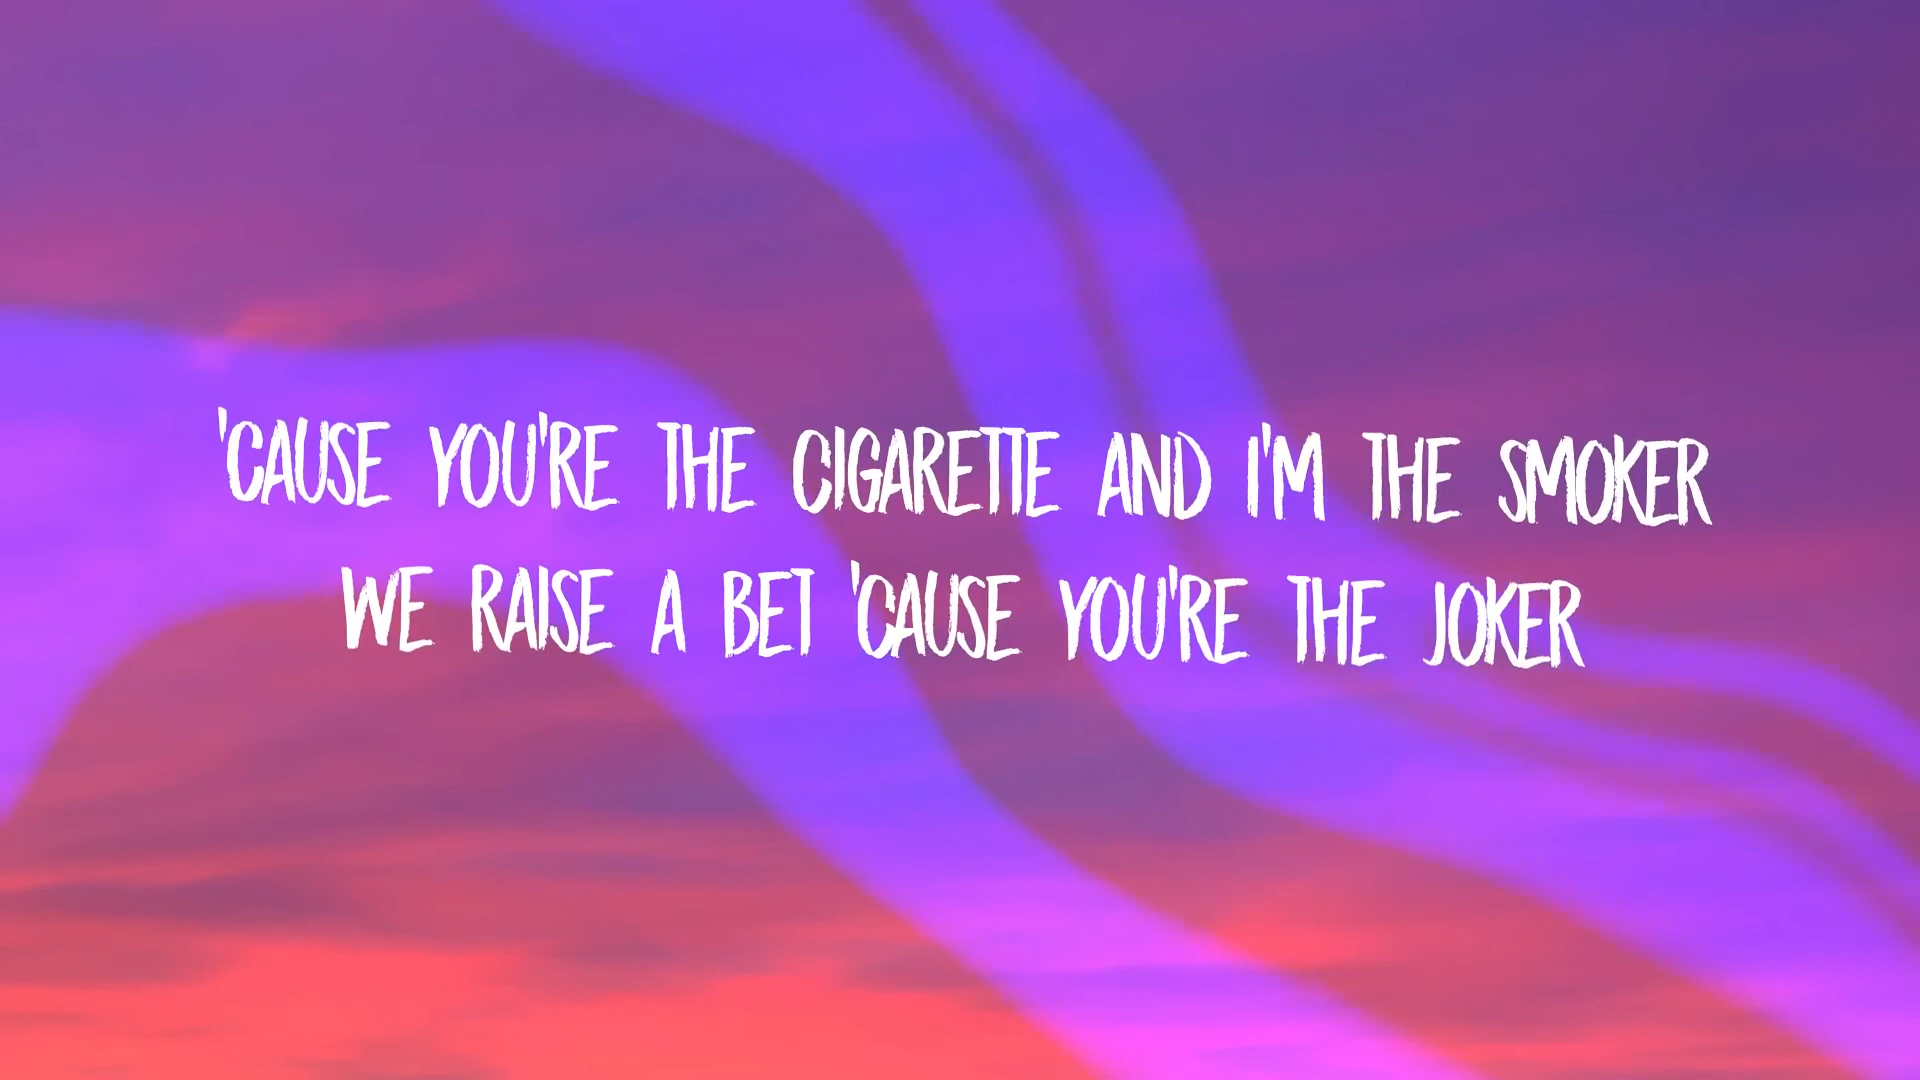 'CAUSE YOU'RE THE CIGARETTE AND I'M THE SMOKER
WE RAISE A BET 'CAUSE YOU'RE THE JOKER